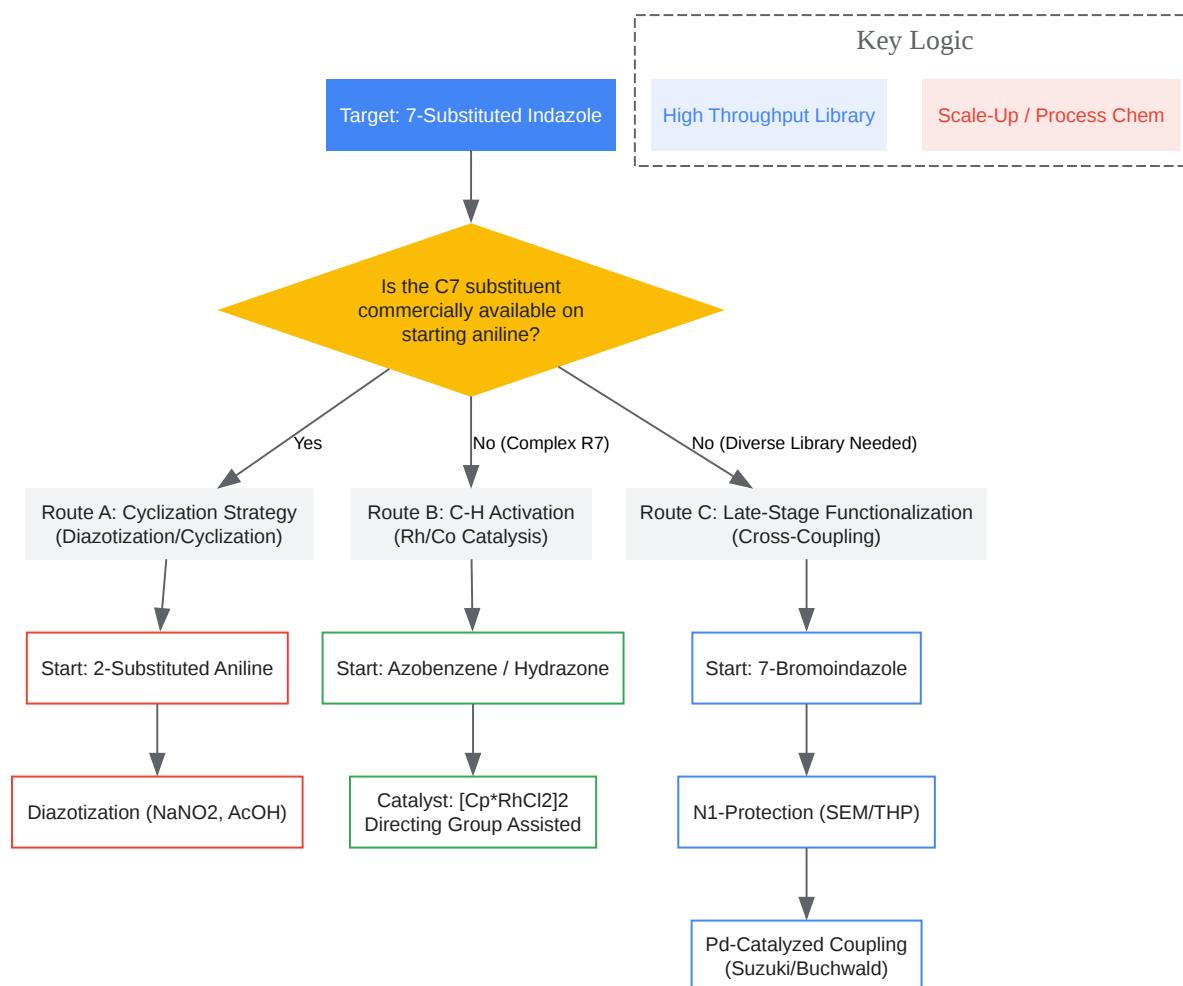 Key Logic
High Throughput Library
Scale-Up / Process Chem
Target: 7-Substituted Indazole
Is the C7 substituent
commercially available on
starting aniline?
Yes
No (Complex R7)
No (Diverse Library Needed)
Route A: Cyclization Strategy
(Diazotization/Cyclization)
Route B: C-H Activation
(Rh/Co Catalysis)
Route C: Late-Stage Functionalization
(Cross-Coupling)
Start: 2-Substituted Aniline
Start: Azobenzene / Hydrazone
Start: 7-Bromoindazole
Diazotization (NaNO2, AcOH)
Catalyst: [Cp*RhCl2]2
Directing Group Assisted
N1-Protection (SEM/THP)
Pd-Catalyzed Coupling
(Suzuki/Buchwald)